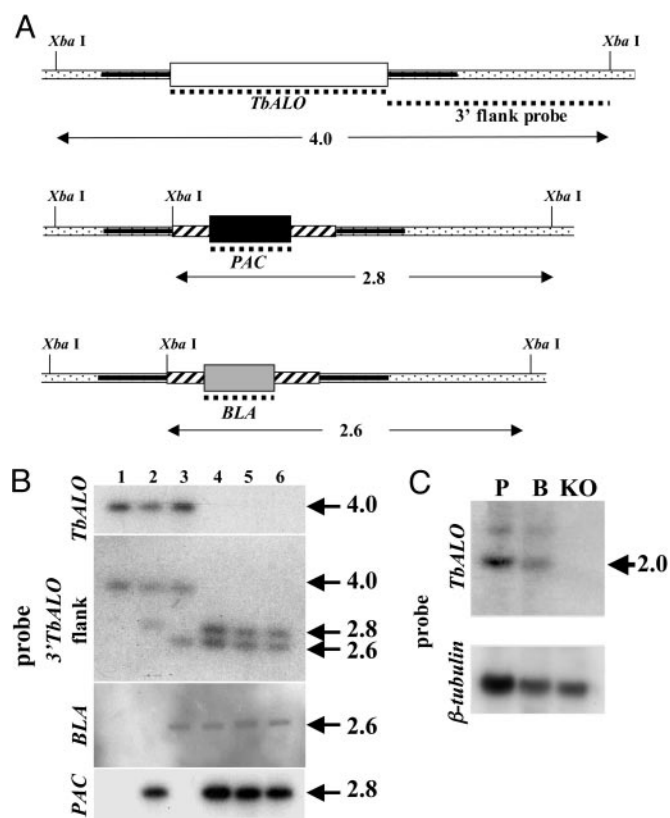 A
Xba I Xba I
TbALO
3' flank probe
4.0
Xba I Xba I Xba I
PAC
2.8
Xba I Xba I Xba I
BLA
2.6
B
1 2 3 4 5 6
TbALO
4.0
probe
3'TbALO
flank
4.0
2.8
2.6
BLA
2.6
PAC
2.8
C
P B KO
TbALO
2.0
probe
β-tubulin